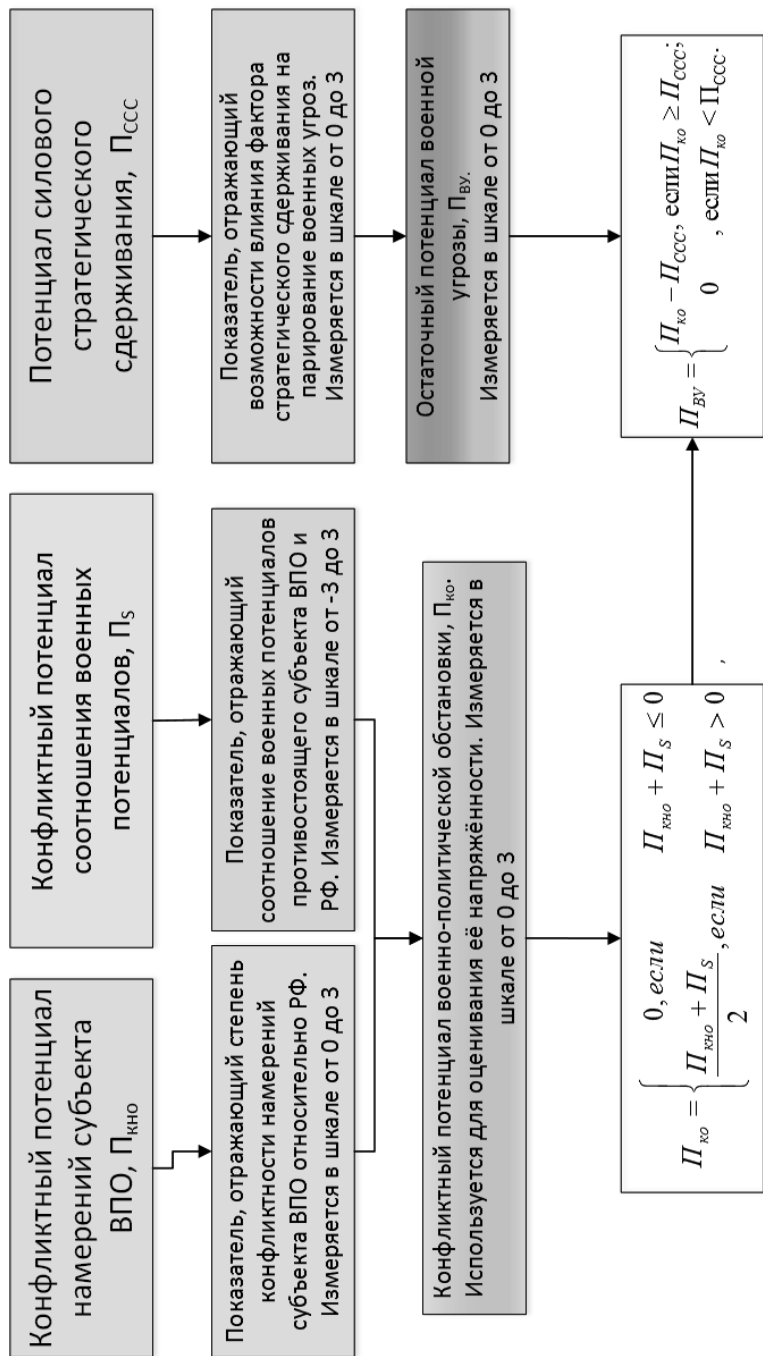 Конфликтный потенциал
намерений субъекта
ВПО, Пкно
Конфликтный потенциал
соотношения военных
потенциалов, ПS
Потенциал силового
стратегического
сдерживания, ПССС
Показатель, отражающий степень
конфликтности намерений
субъекта ВПО относительно РФ.
Измеряется в шкале от 0 до 3
Показатель, отражающий
соотношение военных потенциалов
противостоящего субъекта ВПО и
РФ. Измеряется в шкале от -3 до 3
Показатель, отражающий
возможности влияния фактора
стратегического сдерживания на
парирование военных угроз.
Измеряется в шкале от 0 до 3
Конфликтный потенциал военно-политической обстановки, Пко.
Используется для оценивания её напряжённости. Измеряется в
шкале от 0 до 3
Остаточный потенциал военной
угрозы, ПВУ.
Измеряется в шкале от 0 до 3
Пко = { 0, если Пкно + ПS ≤ 0
(Пкно + ПS)/2, если Пкно + ПS > 0 ,
ПВУ = { Пко − ПССС, если Пко ≥ ПССС;
0 , если Пко < ПССС.